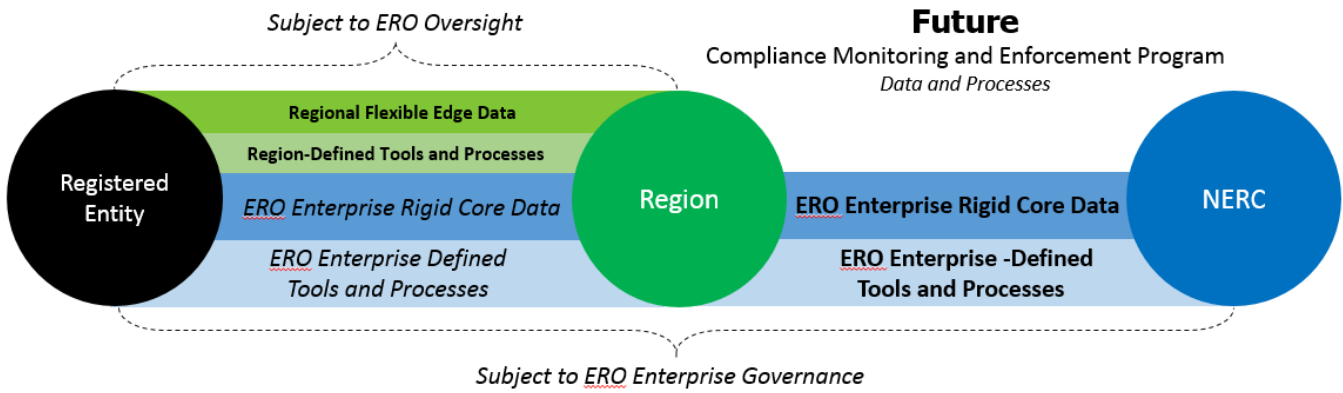 Subject to ERO Oversight
Future
Compliance Monitoring and Enforcement Program
Data and Processes
Regional Flexible Edge Data
Region-Defined Tools and Processes
Registered
Entity
ERO Enterprise Rigid Core Data
ERO Enterprise Defined
Tools and Processes
Region
ERO Enterprise Rigid Core Data
ERO Enterprise -Defined
Tools and Processes
NERC
Subject to ERO Enterprise Governance